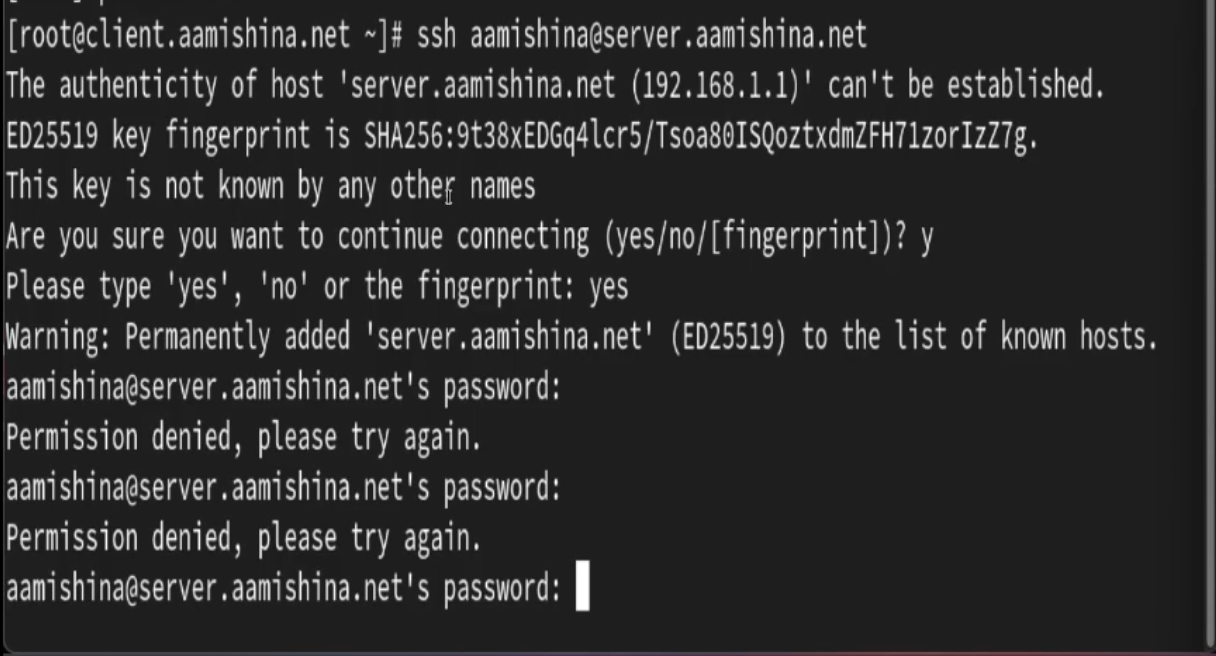 [root@client.aamishina.net ~]# ssh aamishina@server.aamishina.net
The authenticity of host 'server.aamishina.net (192.168.1.1)' can't be established.
ED25519 key fingerprint is SHA256:9t38xEDGq4lcr5/Tsoa80ISQoztxdmZFH71zorIzZ7g.
This key is not known by any other names
Are you sure you want to continue connecting (yes/no/[fingerprint])? y
Please type 'yes', 'no' or the fingerprint: yes
Warning: Permanently added 'server.aamishina.net' (ED25519) to the list of known hosts.
aamishina@server.aamishina.net's password:
Permission denied, please try again.
aamishina@server.aamishina.net's password:
Permission denied, please try again.
aamishina@server.aamishina.net's password: